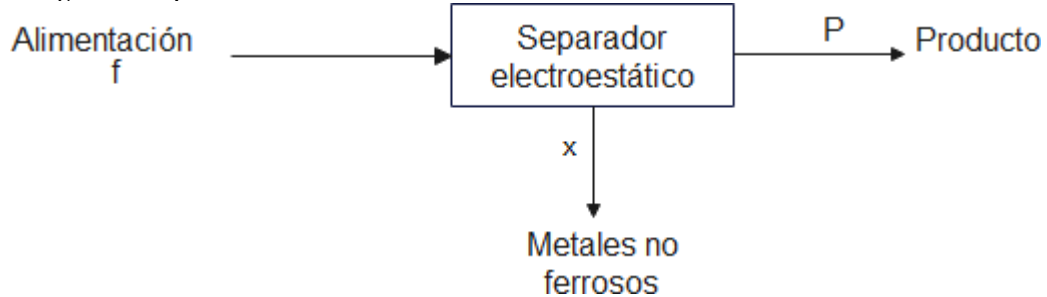 Alimentación
f
Separador
electroestático
P
Producto
x
Metales no
ferrosos